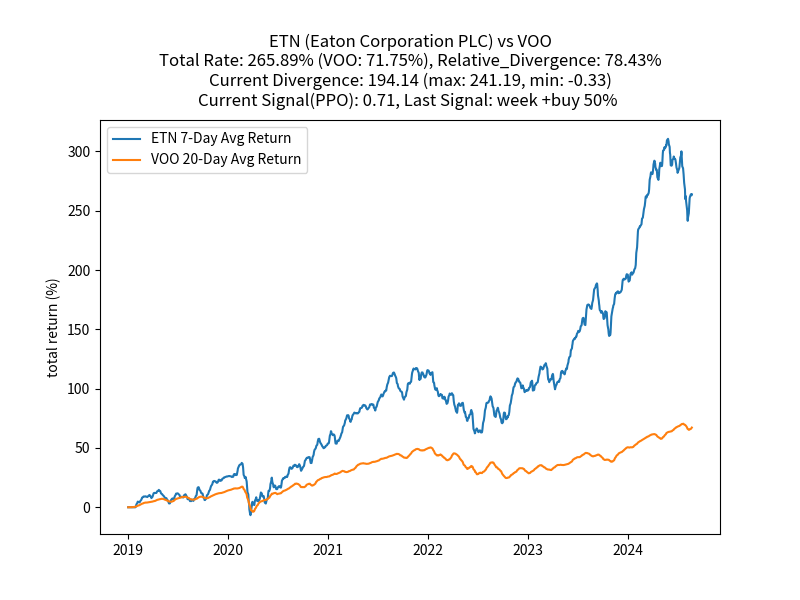 ETN (Eaton Corporation PLC) vs VOO
Total Rate: 265.89% (VOO: 71.75%), Relative_Divergence: 78.43%
Current Divergence: 194.14 (max: 241.19, min: -0.33)
Current Signal(PPO): 0.71, Last Signal: week +buy 50%
ETN 7-Day Avg Return
VOO 20-Day Avg Return
total return (%)
300
250
200
150
100
50
0
2019 2020 2021 2022 2023 2024